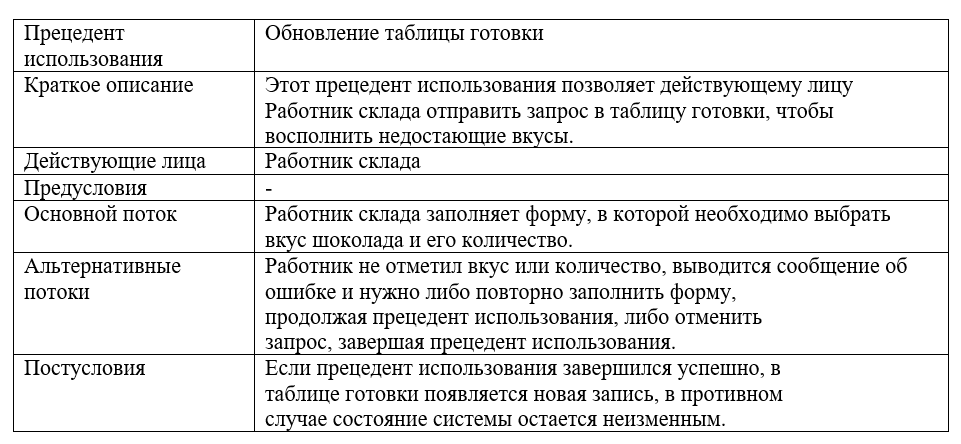 Прецедент использования
Обновление таблицы готовки
Краткое описание
Этот прецедент использования позволяет действующему лицу
Работник склада отправить запрос в таблицу готовки, чтобы
восполнить недостающие вкусы.
Действующие лица
Работник склада
Предусловия
-
Основной поток
Работник склада заполняет форму, в которой необходимо выбрать
вкус шоколада и его количество.
Альтернативные
потоки
Работник не отметил вкус или количество, выводится сообщение об
ошибке и нужно либо повторно заполнить форму,
продолжая прецедент использования, либо отменить
запрос, завершая прецедент использования.
Постусловия
Если прецедент использования завершился успешно, в
таблице готовки появляется новая запись, в противном
случае состояние системы остается неизменным.